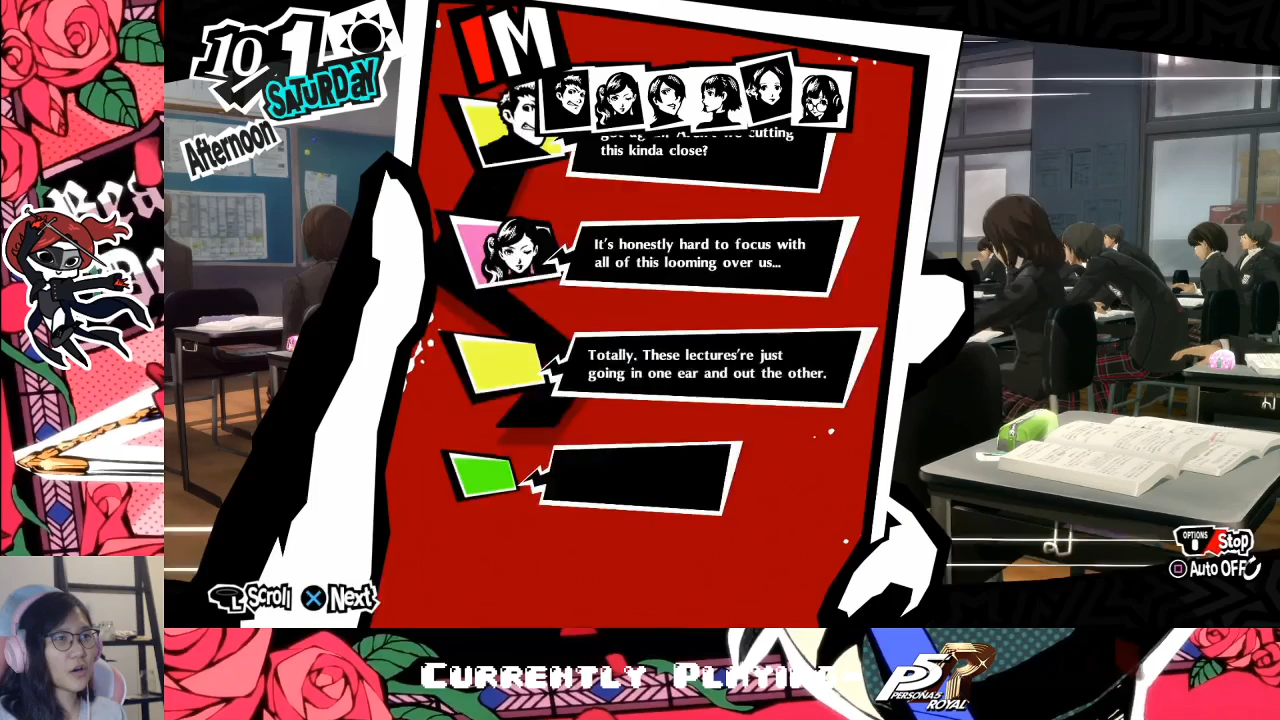 10/1
SATURDAY
Afternoon
IM
cutting
this kinda close?
It's honestly hard to focus with
all of this looming over us...
Totally. These lectures're just
going in one ear and out the other.
L Scroll Next
OPTIONS Stop
Auto OFF
Currently Playing
P5R
PERSONA5
ROYAL